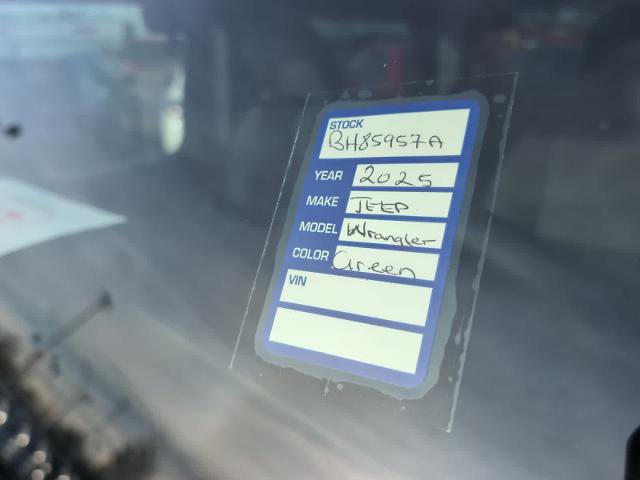 STOCK
BH85957A
YEAR 2025
MAKE JEEP
MODEL Wrangler
COLOR Green
VIN